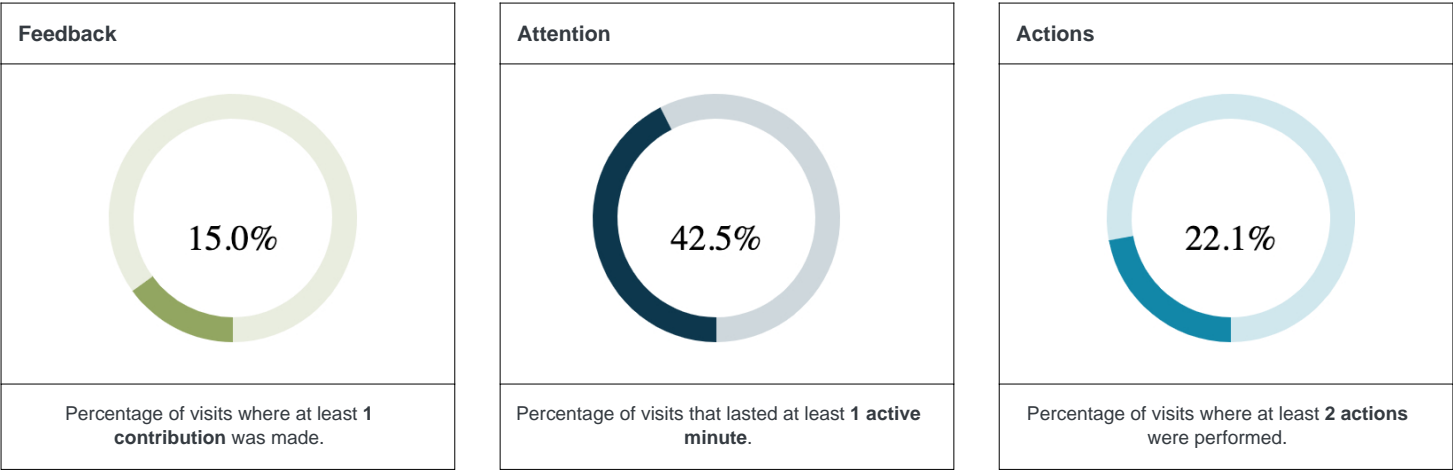 Feedback
15.0%
Percentage of visits where at least 1
contribution was made.
Attention
42.5%
Percentage of visits that lasted at least 1 active
minute.
Actions
22.1%
Percentage of visits where at least 2 actions
were performed.